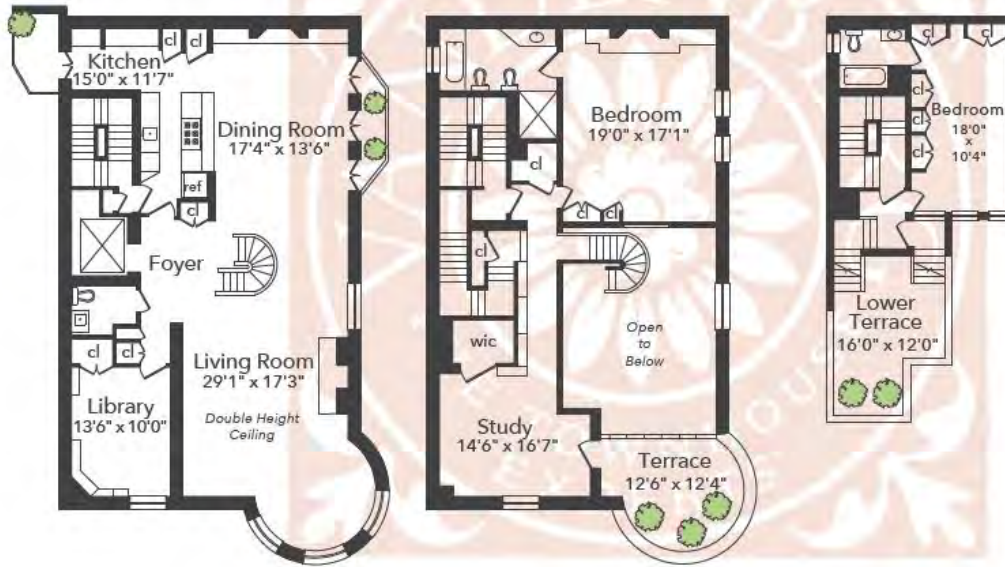 cl
cl
Kitchen
15'0" x 11'7"
Dining Room
17'4" x 13'6"
ref
cl
Foyer
cl
cl
Living Room
29'1" x 17'3"
Double Height
Ceiling
Library
13'6" x 10'0"
Bedroom
19'0" x 17'1"
cl
cl
cl
cl
Open
to
Below
wic
Study
14'6" x 16'7"
Terrace
12'6" x 12'4"
cl
cl
cl
cl
cl
Bedroom
18'0"
x
10'4"
Lower
Terrace
16'0" x 12'0"